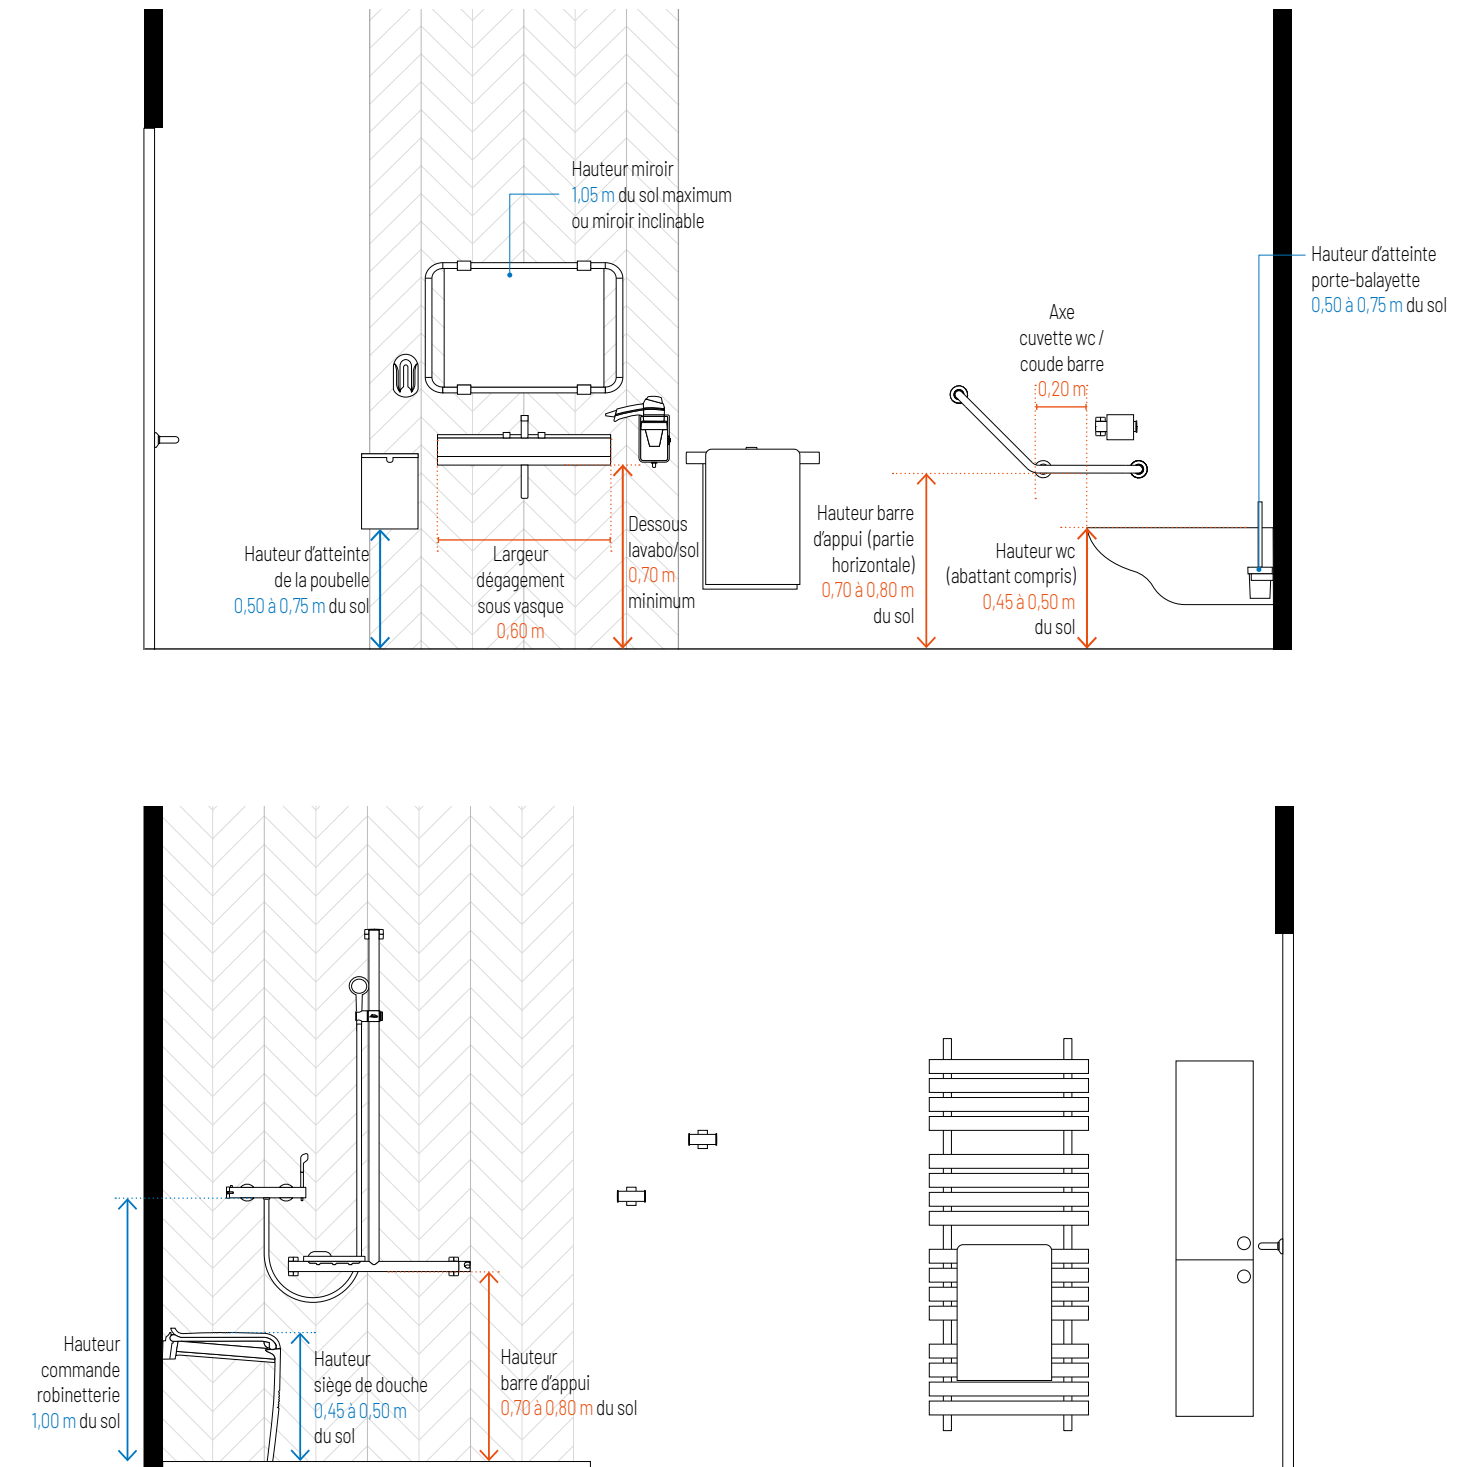 Hauteur miroir
1,05 m du sol maximum
ou miroir inclinable
Hauteur d'atteinte
porte-balayette
0,50 à 0,75 m du sol
Axe
cuvette wc /
coude barre
0,20 m
Hauteur d'atteinte
de la poubelle
0,50 à 0,75 m du sol
Largeur
dégagement
sous vasque
0,60 m
Dessous
lavabo/sol
0,70 m
minimum
Hauteur barre
d'appui (partie
horizontale)
0,70 à 0,80 m
du sol
Hauteur wc
(abattant compris)
0,45 à 0,50 m
du sol
Hauteur
commande
robinetterie
1,00 m du sol
Hauteur
siège de douche
0,45 à 0,50 m
du sol
Hauteur
barre d'appui
0,70 à 0,80 m du sol